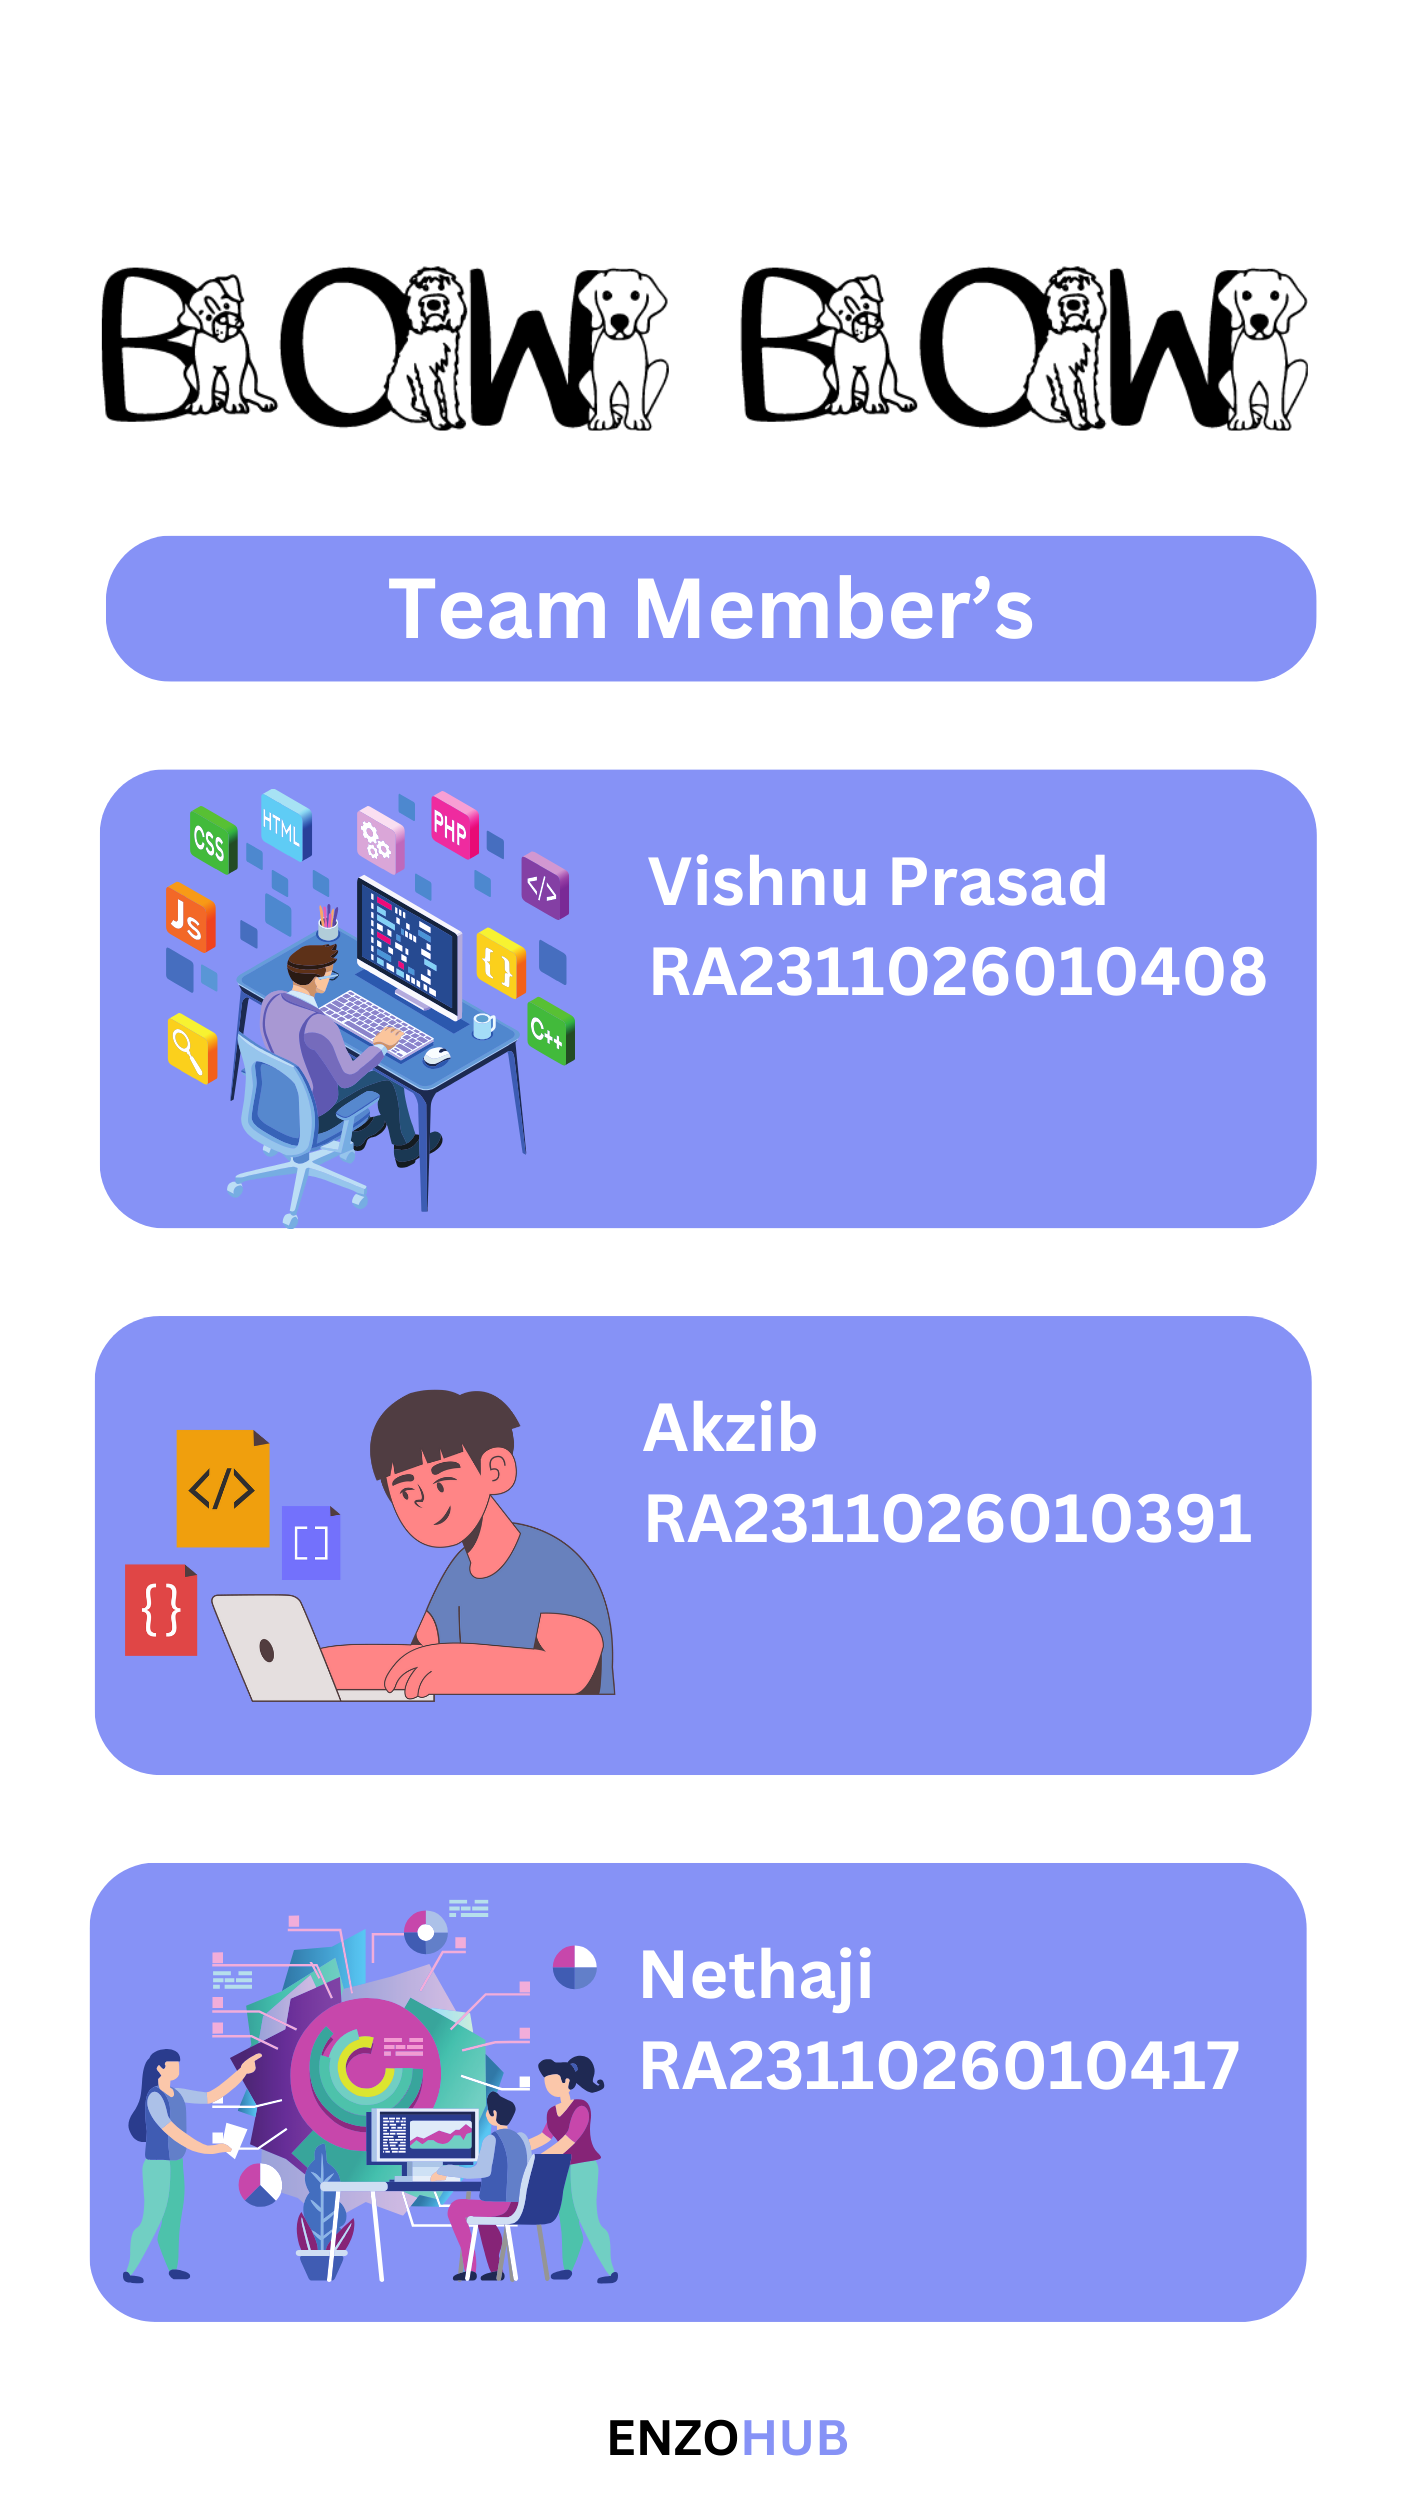 BOW BOW
Team Member’s
CSS
HTML
PHP
</>
Js
{}
C++
Vishnu Prasad
RA2311026010408
</>
[]
{}
Akzib
RA2311026010391
Nethaji
RA2311026010417
ENZOHUB